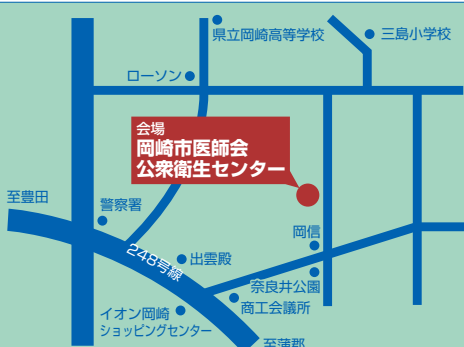 県立岡崎高等学校
三島小学校
ローソン
会場
岡崎市医師会
公衆衛生センター
至豊田
警察署
岡信
248号線
出雲殿
奈良井公園
商工会議所
イオン岡崎
ショッピングセンター
至蒲郡